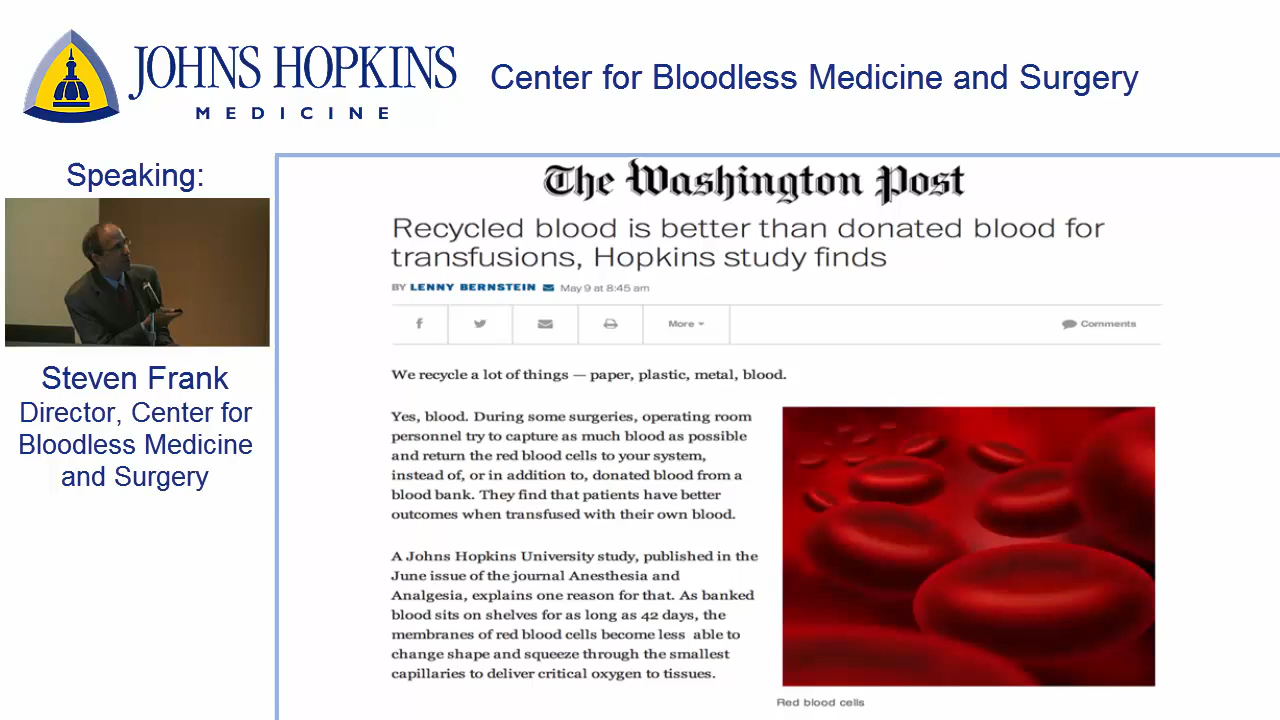 JOHNS HOPKINS
MEDICINE
Center for Bloodless Medicine and Surgery
Speaking:
Steven Frank
Director, Center for
Bloodless Medicine
and Surgery
The Washington Post
Recycled blood is better than donated blood for
transfusions, Hopkins study finds
BY LENNY BERNSTEIN May 9 at 8:45 am
f More Comments
We recycle a lot of things — paper, plastic, metal, blood.
Yes, blood. During some surgeries, operating room
personnel try to capture as much blood as possible
and return the red blood cells to your system,
instead of, or in addition to, donated blood from a
blood bank. They find that patients have better
outcomes when transfused with their own blood.
A Johns Hopkins University study, published in the
June issue of the journal Anesthesia and
Analgesia, explains one reason for that. As banked
blood sits on shelves for as long as 42 days, the
membranes of red blood cells become less able to
change shape and squeeze through the smallest
capillaries to deliver critical oxygen to tissues.
Red blood cells